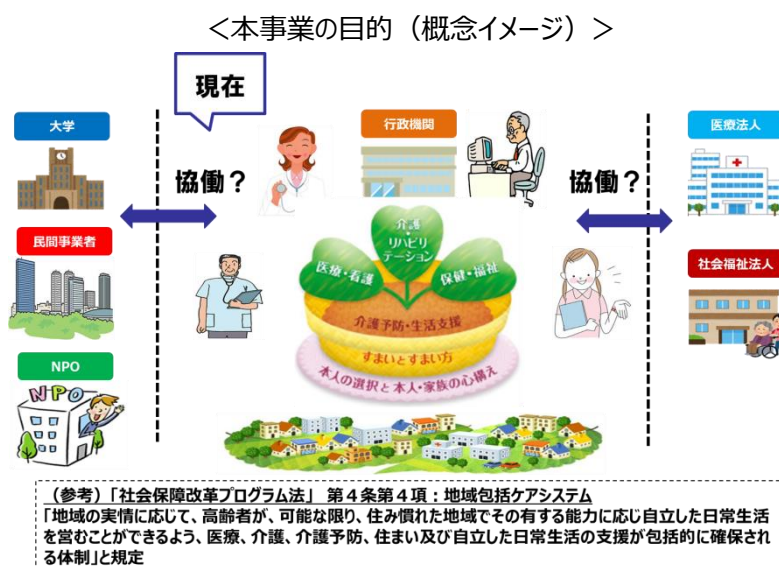 ＜本事業の目的（概念イメージ）＞
現在
大学
行政機関
医療法人
協働？
協働？
民間事業者
社会福祉法人
NPO
NPO
介護
・
リハビリ
テーション
医療・看護
保健・福祉
介護予防・生活支援
すまいとすまい方
本人の選択と本人・家族の心構え
（参考）「社会保障改革プログラム法」 第４条第４項：地域包括ケアシステム
「地域の実情に応じて、高齢者が、可能な限り、住み慣れた地域でその有する能力に応じ自立した日常生活
を営むことができるよう、医療、介護、介護予防、住まい及び自立した日常生活の支援が包括的に確保され
る体制」と規定